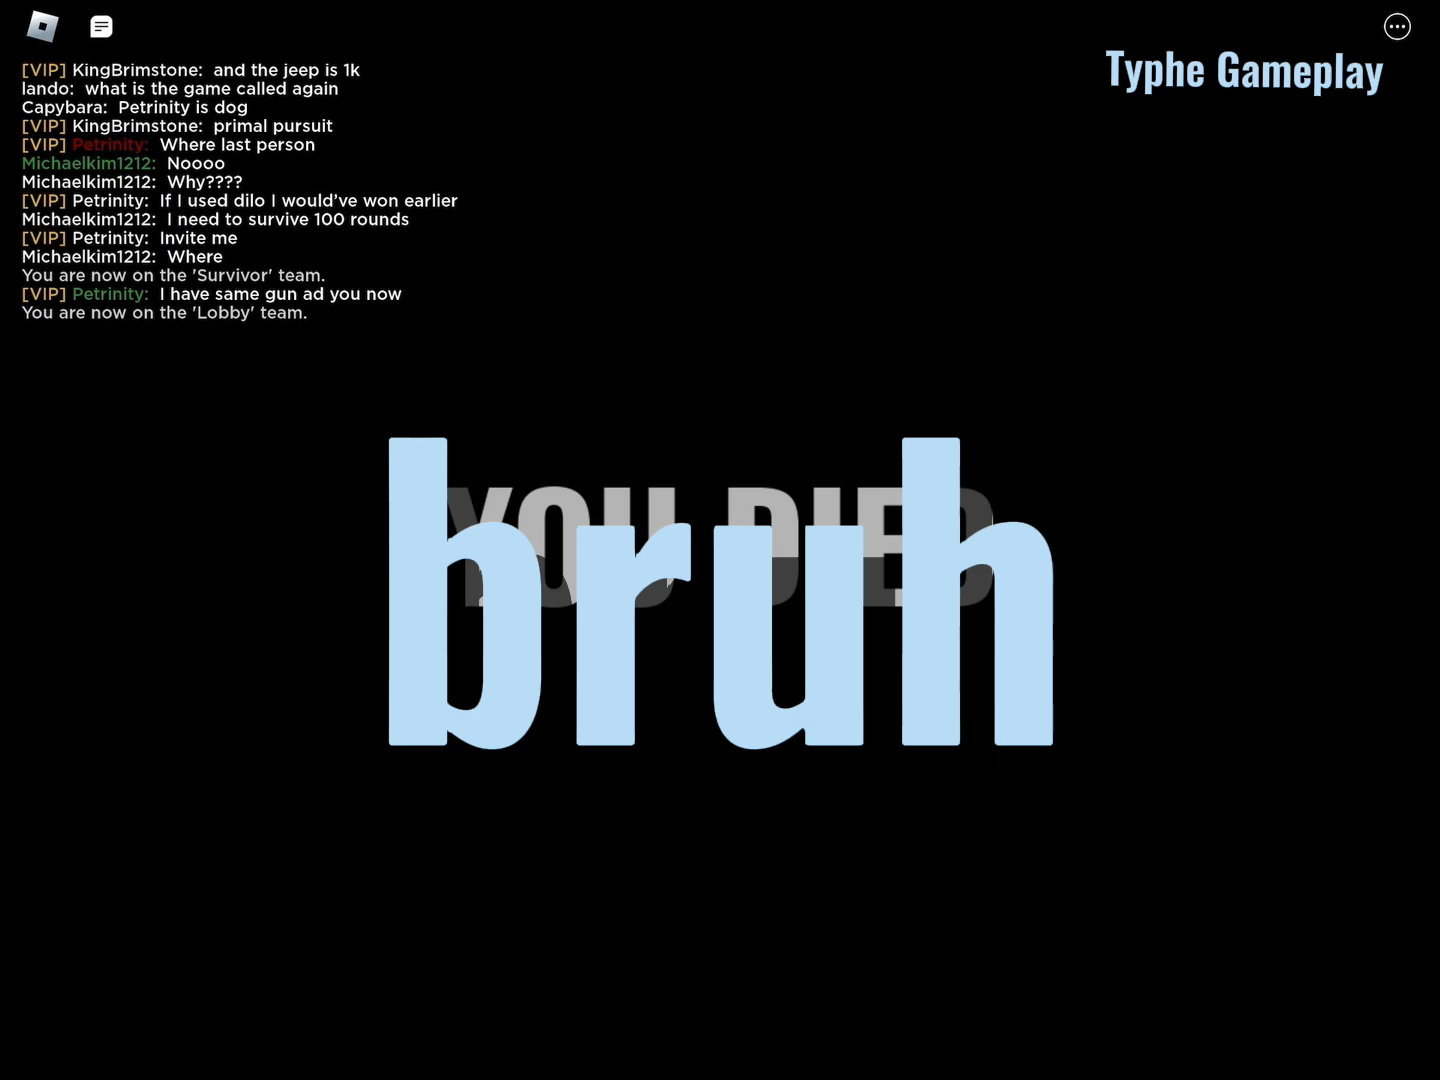 Typhe Gameplay
[VIP] KingBrimstone: and the jeep is 1k
lando: what is the game called again
Capybara: Petrinity is dog
[VIP] KingBrimstone: primal pursuit
[VIP] Petrinity: Where last person
Michaelkim1212: Noooo
Michaelkim1212: Why????
[VIP] Petrinity: If I used dilo I would’ve won earlier
Michaelkim1212: I need to survive 100 rounds
[VIP] Petrinity: Invite me
Michaelkim1212: Where
You are now on the 'Survivor' team.
[VIP] Petrinity: I have same gun ad you now
You are now on the 'Lobby' team.
YOU DIED
bruh